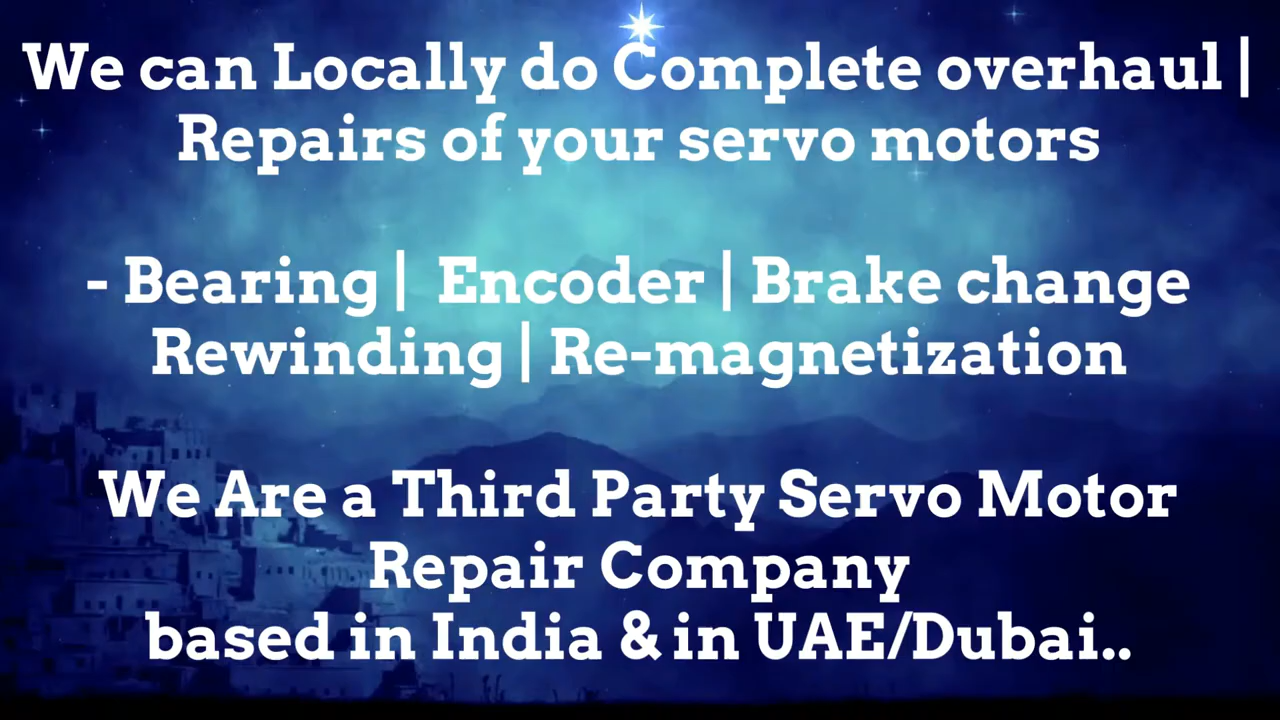 We can Locally do Complete overhaul |
Repairs of your servo motors
- Bearing | Encoder | Brake change
Rewinding | Re-magnetization
We Are a Third Party Servo Motor
Repair Company
based in India & in UAE/Dubai..